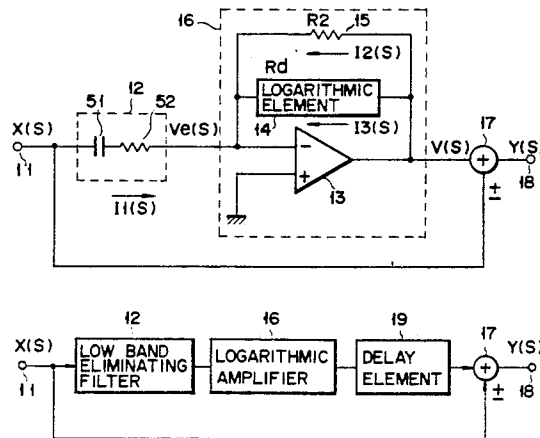 16 R2 15
I2(S)
Rd
51 12 52
LOGARITHMIC ELEMENT
X(S) Ve(S) 14 I3(S) 17
V(S) Y(S)
−
+
11 13 ± 18
I1(S)
12 16 19
X(S) 17 Y(S)
LOW BAND ELIMINATING FILTER
LOGARITHMIC AMPLIFIER
DELAY ELEMENT
+
11 ± 18